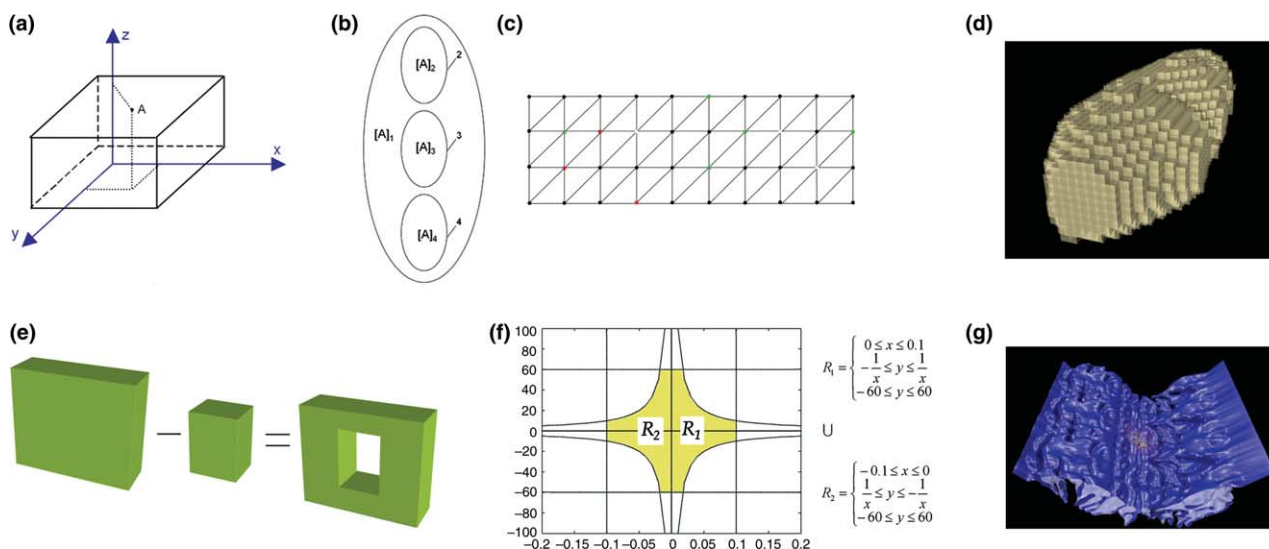 (a)
z
A
x
y
(b)
[A]₂
2
[A]₁
[A]₃
3
[A]₄
4
(c)
(d)
(e)
− =
(f)
100
80
60
40
20
0
−20
−40
−60
−80
−100
−0.2 −0.15 −0.1 −0.05 0 0.05 0.1 0.15 0.2
R₂ R₁
R₁ = { 0 ≤ x ≤ 0.1
−1/x ≤ y ≤ 1/x
−60 ≤ y ≤ 60
∪
R₂ = { −0.1 ≤ x ≤ 0
1/x ≤ y ≤ −1/x
−60 ≤ y ≤ 60
(g)